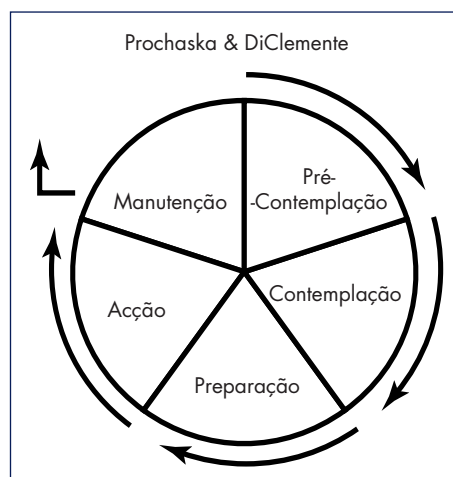 Prochaska & DiClemente
Pré-
-Contemplação
Contemplação
Preparação
Acção
Manutenção